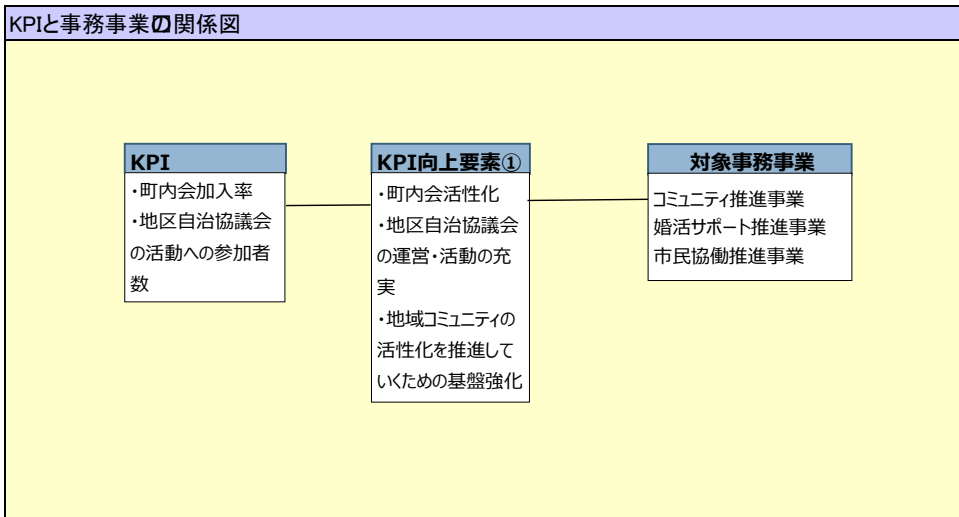 KPIと事務事業の関係図
KPI
・町内会加入率
・地区自治協議会
の活動への参加者
数
KPI向上要素①
・町内会活性化
・地区自治協議会
の運営・活動の充
実
・地域コミュニティの
活性化を推進して
いくための基盤強化
対象事務事業
コミュニティ推進事業
婚活サポート推進事業
市民協働推進事業